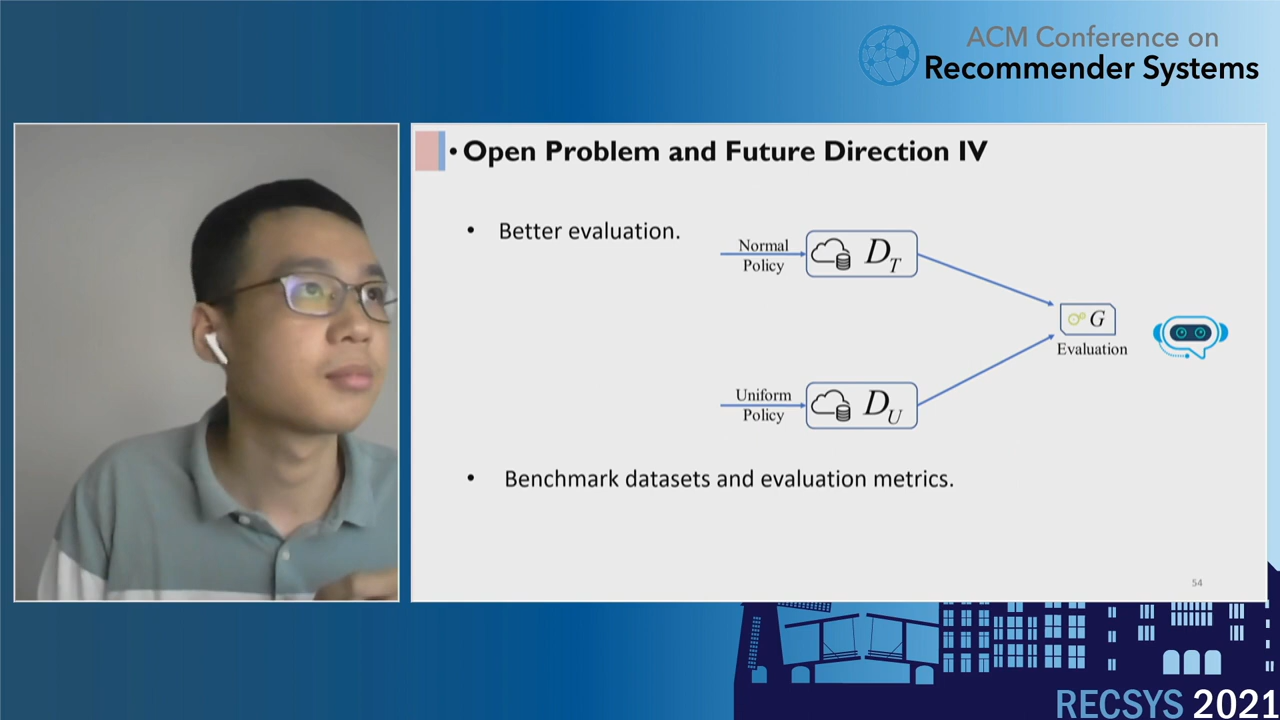 ACM Conference on
Recommender Systems
• Open Problem and Future Direction IV
• Better evaluation.
Normal
Policy
D_T
G
Evaluation
Uniform
Policy
D_U
• Benchmark datasets and evaluation metrics.
54
RECSYS 2021